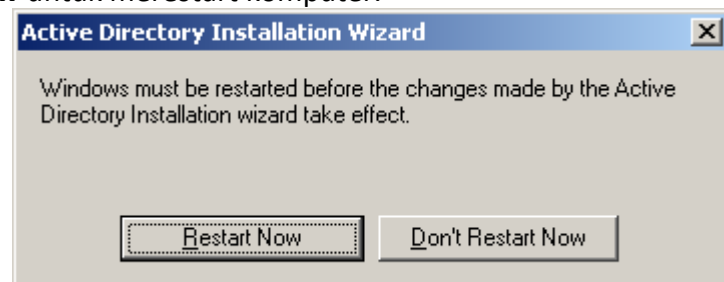 untuk merestart komputer.
Active Directory Installation Wizard
Windows must be restarted before the changes made by the Active
Directory Installation wizard take effect.
Restart Now
Don't Restart Now